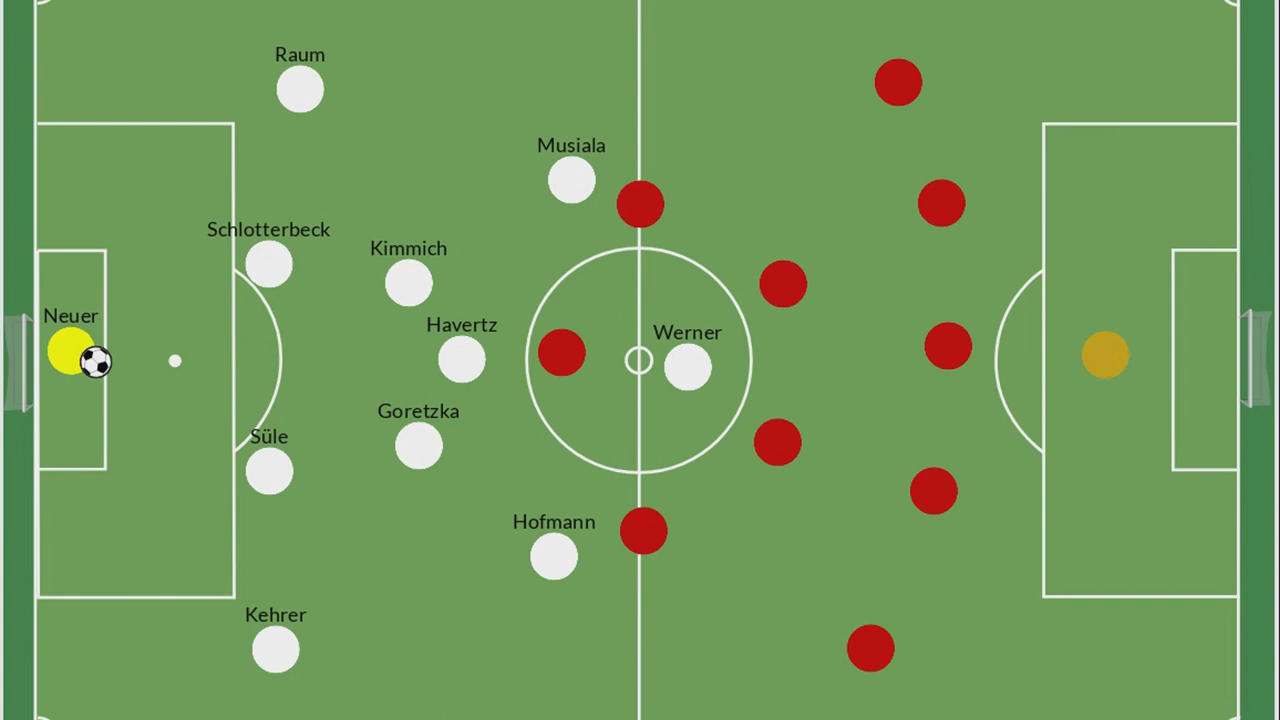 Raum
Musiala
Schlotterbeck
Kimmich
Neuer
Havertz
Werner
Goretzka
Süle
Hofmann
Kehrer